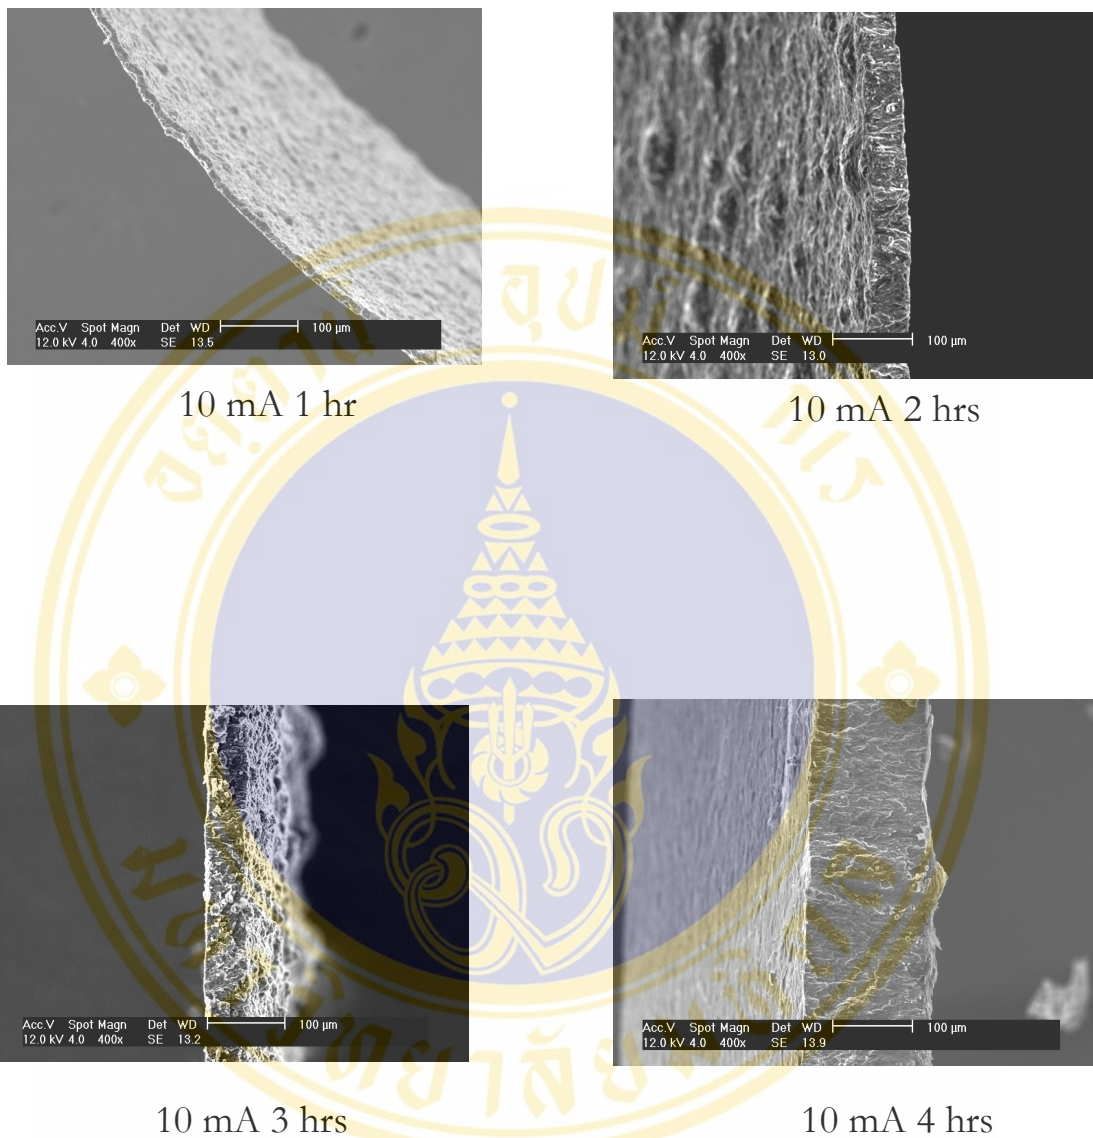 Acc.V Spot Magn Det WD 100 µm
12.0 kV 4.0 400x SE 13.5
10 mA 1 hr
Acc.V Spot Magn Det WD 100 µm
12.0 kV 4.0 400x SE 13.0
10 mA 2 hrs
Acc.V Spot Magn Det WD 100 µm
12.0 kV 4.0 400x SE 13.2
10 mA 3 hrs
Acc.V Spot Magn Det WD 100 µm
12.0 kV 4.0 400x SE 13.9
10 mA 4 hrs